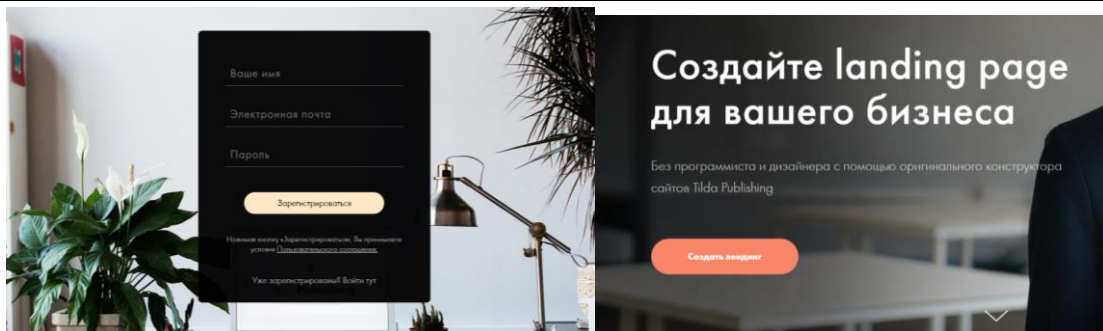 Ваше имя
Электронная почта
Пароль
Зарегистрироваться
Нажимая кнопку «Зарегистрироваться», Вы принимаете
условия Пользовательского соглашения.
Уже зарегистрированы? Войти тут
Создайте landing page
для вашего бизнеса
Без программиста и дизайнера с помощью оригинального конструктора
сайтов Tilda Publishing
Создать лендинг